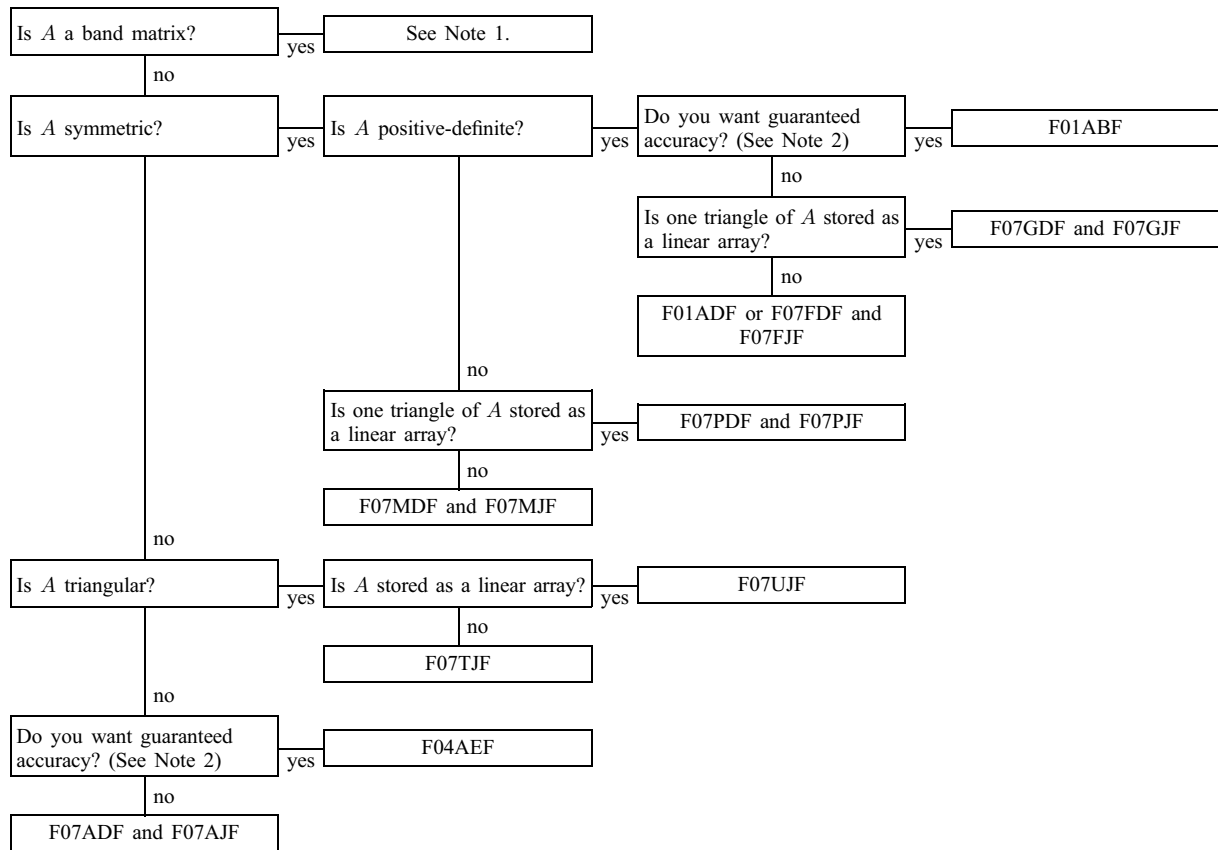 Is A a band matrix?
yes
See Note 1.
no
Is A symmetric?
yes
Is A positive-definite?
yes
Do you want guaranteed
accuracy? (See Note 2)
yes
F01ABF
no
Is one triangle of A stored as
a linear array?
yes
F07GDF and F07GJF
no
F01ADF or F07FDF and
F07FJF
no
Is one triangle of A stored as
a linear array?
yes
F07PDF and F07PJF
no
F07MDF and F07MJF
no
Is A triangular?
yes
Is A stored as a linear array?
yes
F07UJF
no
F07TJF
no
Do you want guaranteed
accuracy? (See Note 2)
yes
F04AEF
no
F07ADF and F07AJF